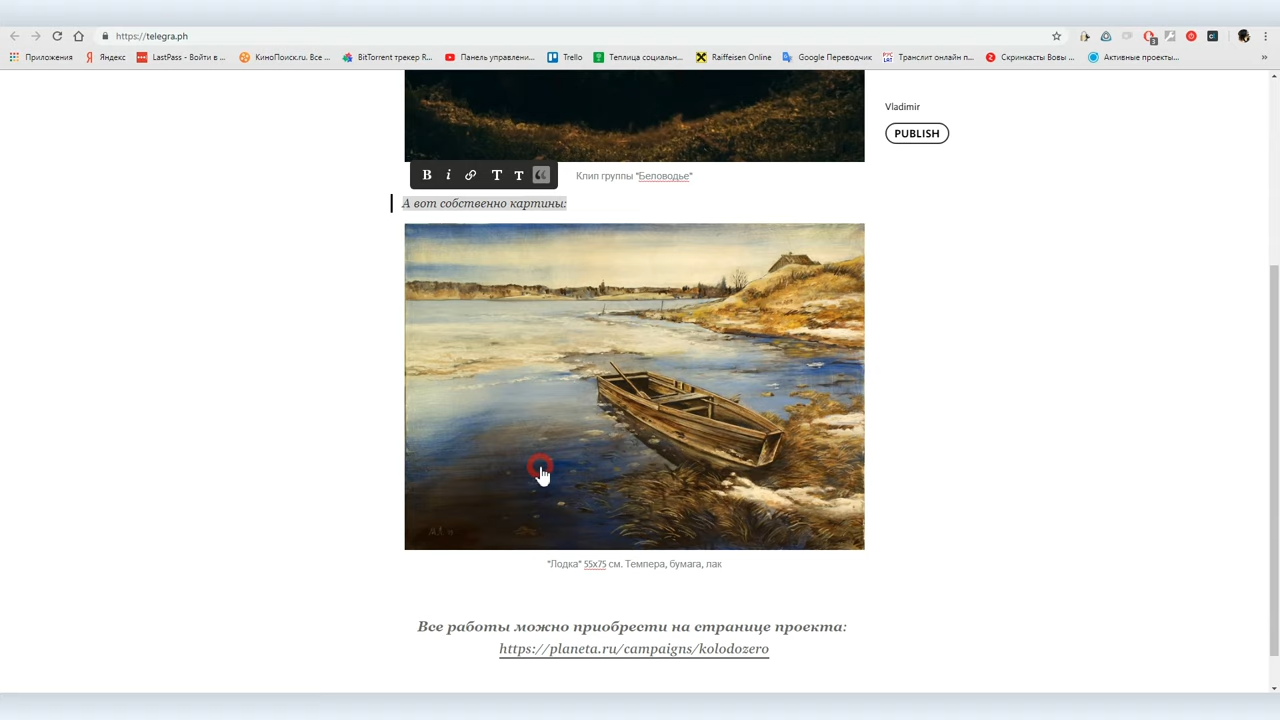 https://telegra.ph
Приложения
Яндекс
LastPass - Войти в ...
КиноПоиск.ru. Все ...
BitTorrent трекер R...
Панель управлени...
Trello
Теплица социальн...
Raiffeisen Online
Google Переводчик
Транслит онлайн п...
Скринкасты Вовы ...
Активные проекты...
»
Vladimir
PUBLISH
B i T T
Клип группы "Беловодье"
А вот собственно картины:
"Лодка" 55x75 см. Темпера, бумага, лак
Все работы можно приобрести на странице проекта:
https://planeta.ru/campaigns/kolodozero